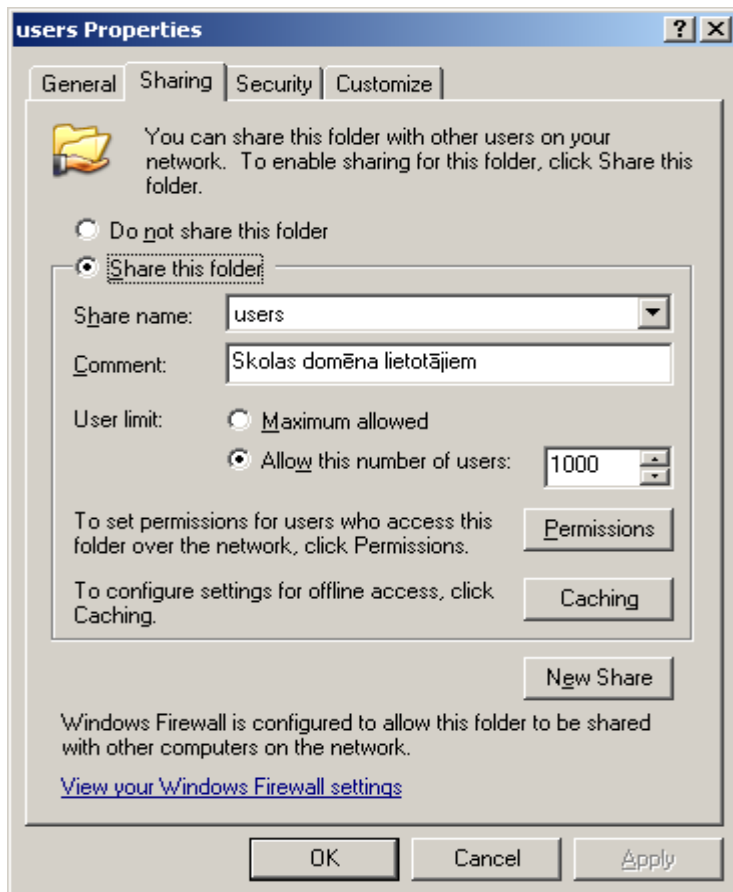 users Properties
General Sharing Security Customize
You can share this folder with other users on your
network. To enable sharing for this folder, click Share this
folder.
Do not share this folder
Share this folder
Share name: users
Comment: Skolas domēna lietotājiem
User limit: Maximum allowed
Allow this number of users: 1000
To set permissions for users who access this
folder over the network, click Permissions.
Permissions
To configure settings for offline access, click
Caching.
Caching
New Share
Windows Firewall is configured to allow this folder to be shared
with other computers on the network.
View your Windows Firewall settings
OK Cancel Apply